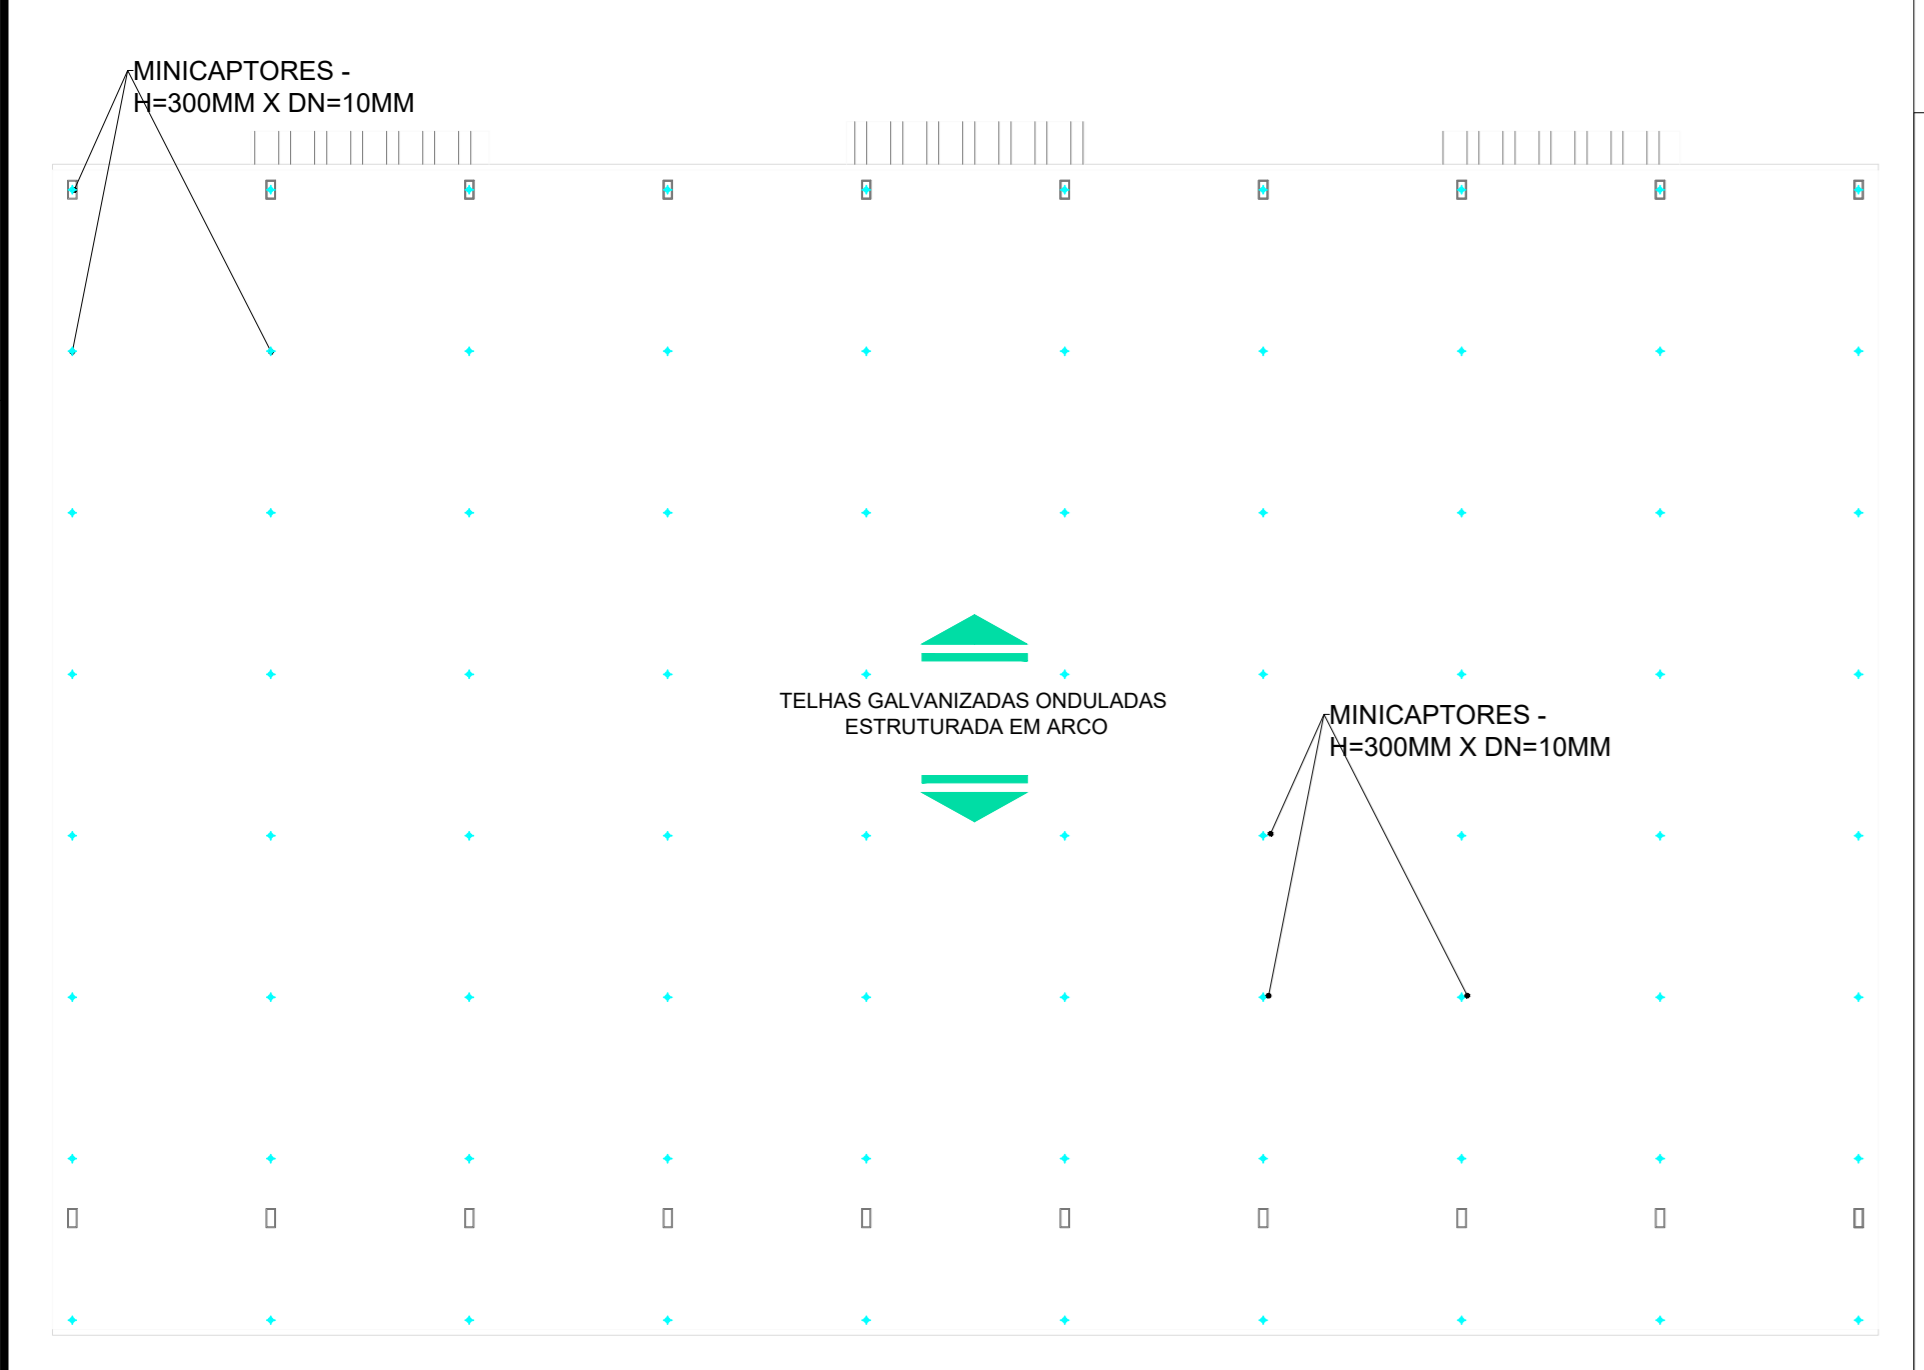 MINICAPTORES -
H=300MM X DN=10MM
TELHAS GALVANIZADAS ONDULADAS
ESTRUTURADA EM ARCO
MINICAPTORES -
H=300MM X DN=10MM